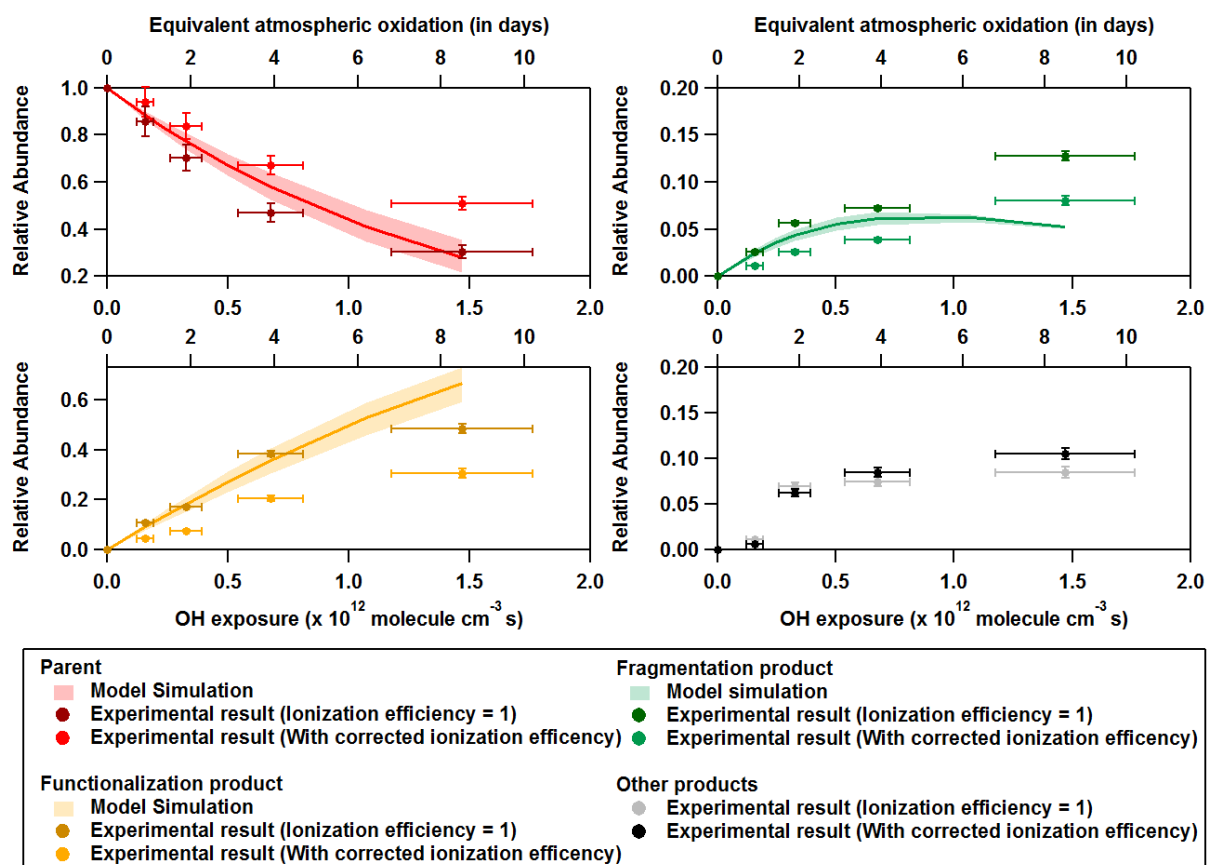 Equivalent atmospheric oxidation (in days)
0 2 4 6 8 10
Relative Abundance
1.0
0.8
0.6
0.4
0.2
0.0 0.5 1.0 1.5 2.0
Equivalent atmospheric oxidation (in days)
0 2 4 6 8 10
Relative Abundance
0.20
0.15
0.10
0.05
0.00
0.0 0.5 1.0 1.5 2.0
0 2 4 6 8 10
Relative Abundance
0.6
0.4
0.2
0.0
0.0 0.5 1.0 1.5 2.0
OH exposure (x 10^12 molecule cm^-3 s)
0 2 4 6 8 10
Relative Abundance
0.20
0.15
0.10
0.05
0.00
0.0 0.5 1.0 1.5 2.0
OH exposure (x 10^12 molecule cm^-3 s)
Parent
Model Simulation
Experimental result (Ionization efficiency = 1)
Experimental result (With corrected ionization efficency)
Functionalization product
Model Simulation
Experimental result (Ionization efficiency = 1)
Experimental result (With corrected ionization efficency)
Fragmentation product
Model simulation
Experimental result (Ionization efficiency = 1)
Experimental result (With corrected ionization efficency)
Other products
Experimental result (Ionization efficiency = 1)
Experimental result (With corrected ionization efficency)